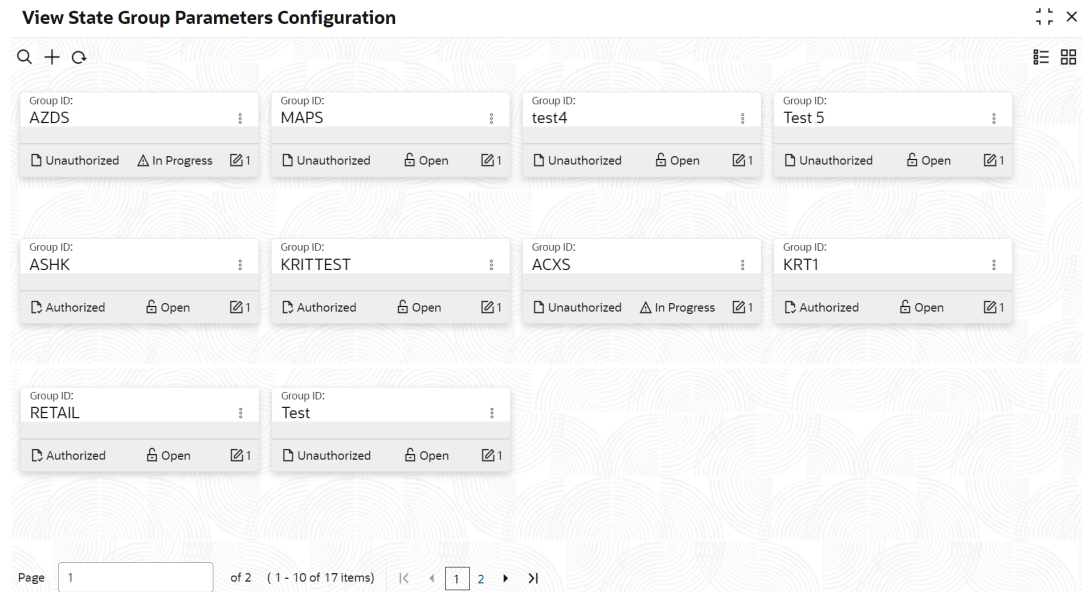 View State Group Parameters Configuration
Group ID: Group ID: Group ID: Group ID:
AZDS MAPS test4 Test 5
Unauthorized In Progress 1 Unauthorized Open 1 Unauthorized Open 1 Unauthorized Open 1
Group ID: Group ID: Group ID: Group ID:
ASHK KRITTEST ACXS KRT1
Authorized Open 1 Authorized Open 1 Unauthorized In Progress 1 Authorized Open 1
Group ID: Group ID:
RETAIL Test
Authorized Open 1 Unauthorized Open 1
Page 1 of 2 ( 1 - 10 of 17 items) 1 2